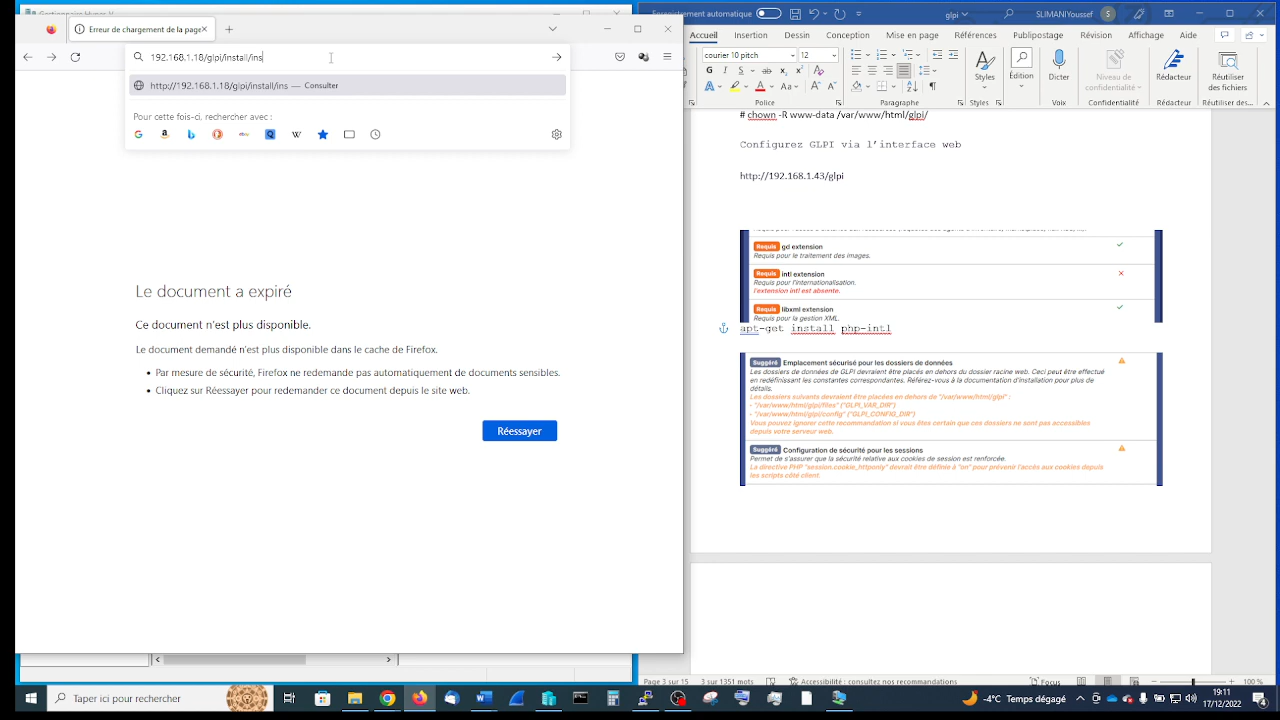 Gestionnaire Hyper-V
Erreur de chargement de la page
192.168.1.18/glpi/install/ins
http://192.168.1.18/glpi/install/ins — Consulter
Pour cette fois-ci, rechercher avec :
Le document a expiré
Ce document n'est plus disponible.
Le document demandé n'est plus disponible dans le cache de Firefox.
• Par mesure de sécurité, Firefox ne redemande pas automatiquement de documents sensibles.
• Cliquez sur Réessayer pour redemander le document depuis le site web.
Réessayer
Enregistrement automatique
glpi
SLIMANIYoussef
S
Accueil Insertion Dessin Conception Mise en page Références Publipostage Révision Affichage Aide
courier 10 pitch 12
G I S ab x₂ x² A
A A Aa A A
Styles
Édition
Dicter
Niveau de confidentialité
Rédacteur
Réutiliser des fichiers
Police Paragraphe Styles Voix Confidentialité Rédacteur Réutiliser des...
# chown -R www-data /var/www/html/glpi/
Configurez GLPI via l'interface web
http://192.168.1.43/glpi
Requis gd extension
Requis pour le traitement des images.
Requis intl extension
Requis pour l'internationalisation.
l'extension intl est absente.
Requis libxml extension
Requis pour la gestion XML.
apt-get install php-intl
Suggéré Emplacement sécurisé pour les dossiers de données
Les dossiers de données de GLPI devraient être placés en dehors du dossier racine web. Ceci peut être effectué
en redéfinissant les constantes correspondantes. Référez-vous à la documentation d'installation pour plus de
détails.
Les dossiers suivants devraient être placées en dehors de "/var/www/html/glpi" :
- "/var/www/html/glpi/files" ("GLPI_VAR_DIR")
- "/var/www/html/glpi/config" ("GLPI_CONFIG_DIR")
Vous pouvez ignorer cette recommandation si vous êtes certain que ces dossiers ne sont pas accessibles
depuis votre serveur web.
Suggéré Configuration de sécurité pour les sessions
Permet de s'assurer que la sécurité relative aux cookies de session est renforcée.
La directive PHP "session.cookie_httponly" devrait être définie à "on" pour prévenir l'accès aux cookies depuis
les scripts côté client.
Page 3 sur 15 3 sur 1351 mots Accessibilité : consultez nos recommandations Focus 100 %
Taper ici pour rechercher
-4°C Temps dégagé
19:11
17/12/2022
4